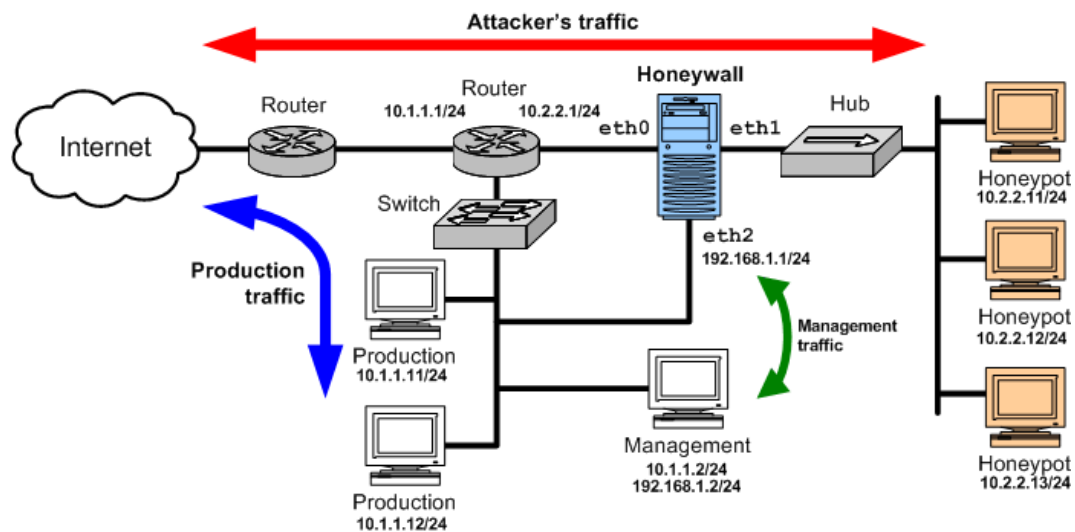 Attacker's traffic
Honeywall
Router
Router
Hub
10.1.1.1/24
10.2.2.1/24
eth0
eth1
Internet
Honeypot
10.2.2.11/24
Switch
eth2
192.168.1.1/24
Production
traffic
Honeypot
10.2.2.12/24
Management
traffic
Production
10.1.1.11/24
Management
10.1.1.2/24
192.168.1.2/24
Honeypot
10.2.2.13/24
Production
10.1.1.12/24